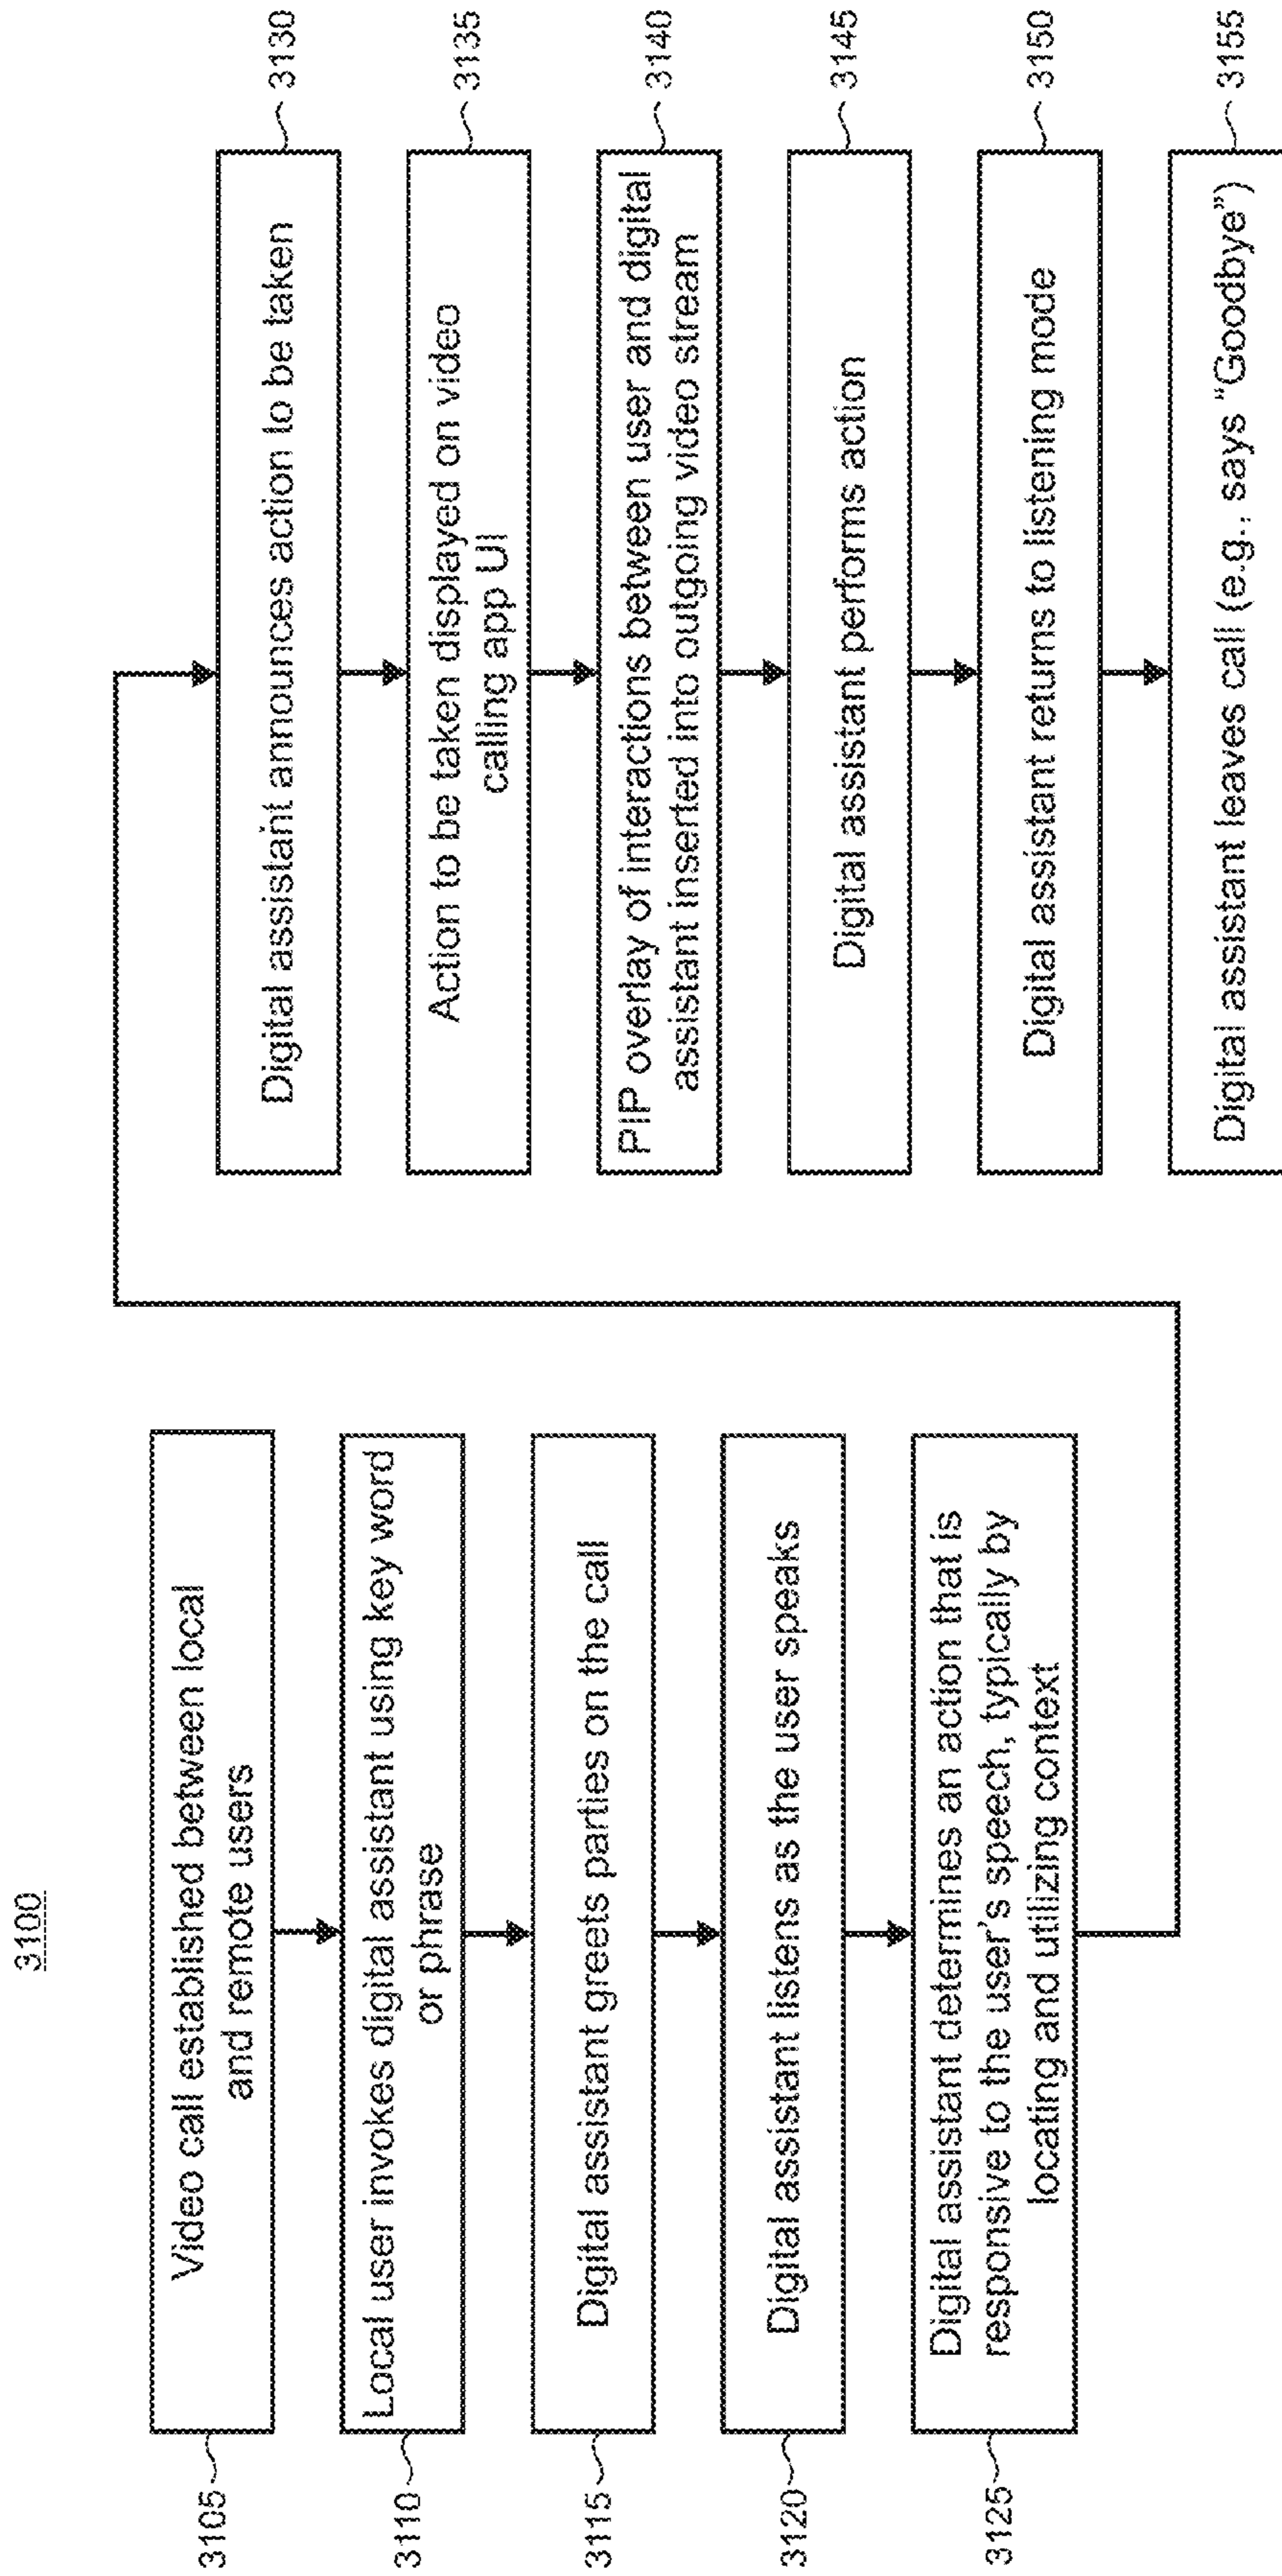 3100
3105
Video call established between local
and remote users
3110
Local user invokes digital assistant using key word
or phrase
3115
Digital assistant greets parties on the call
3120
Digital assistant listens as the user speaks
3125
Digital assistant determines an action that is
responsive to the user's speech, typically by
locating and utilizing context
Digital assistant announces action to be taken
3130
Action to be taken displayed on video
calling app UI
3135
PIP overlay of interactions between user and digital
assistant inserted into outgoing video stream
3140
Digital assistant performs action
3145
Digital assistant returns to listening mode
3150
Digital assistant leaves call (e.g., says "Goodbye")
3155